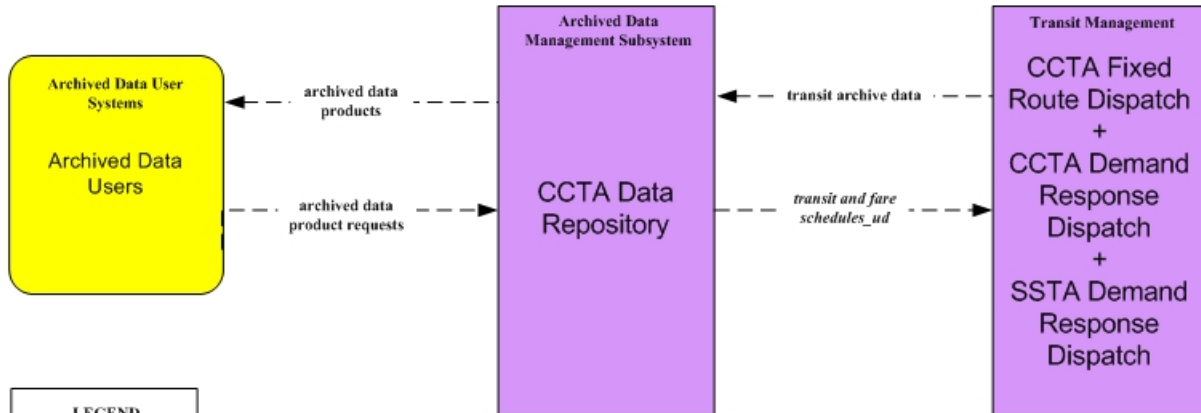 Archived Data User
Systems
Archived Data
Users
archived data
products
archived data
product requests
Archived Data
Management Subsystem
CCTA Data
Repository
transit archive data
transit and fare
schedules_ud
Transit Management
CCTA Fixed
Route Dispatch
+
CCTA Demand
Response
Dispatch
+
SSTA Demand
Response
Dispatch
LEGEND